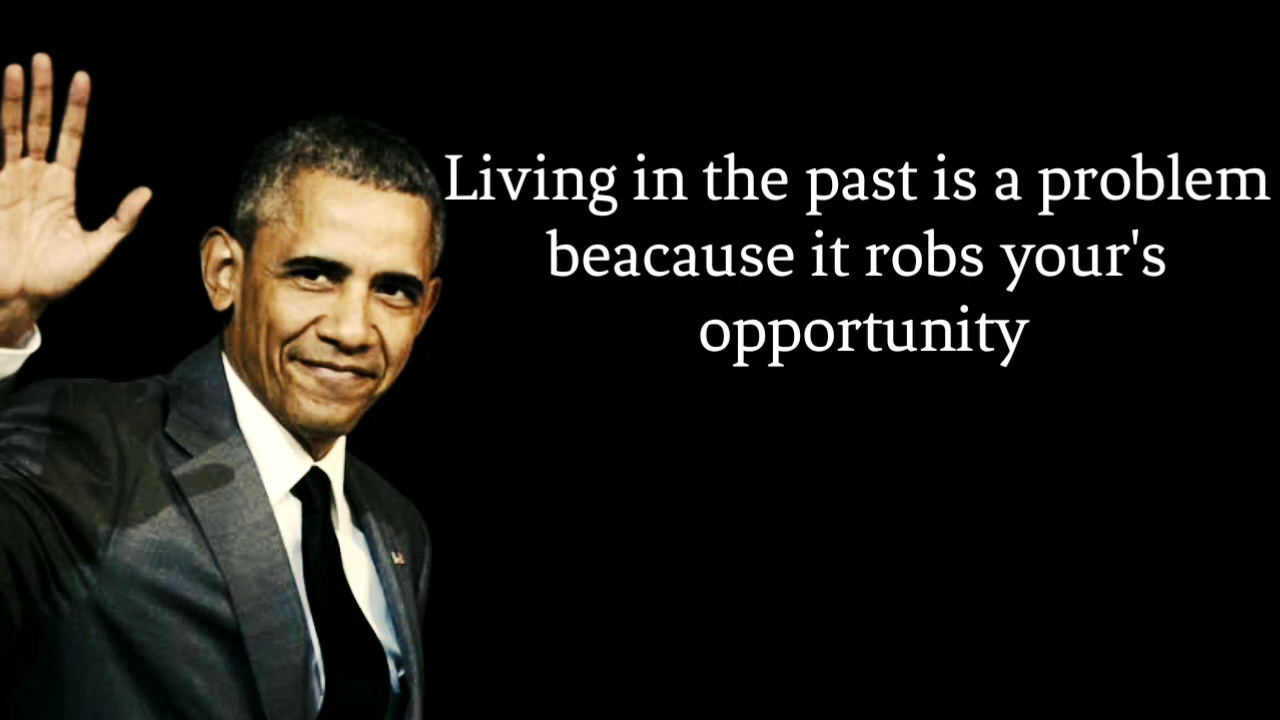 Living in the past is a problem
beacause it robs your's
opportunity